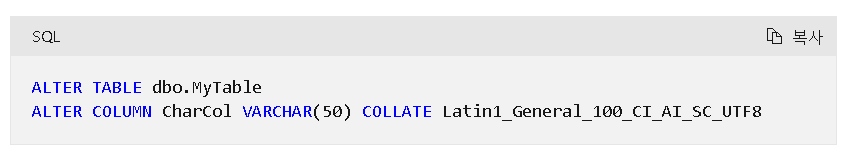 SQL
복사
ALTER TABLE dbo.MyTable
ALTER COLUMN CharCol VARCHAR(50) COLLATE Latin1_General_100_CI_AI_SC_UTF8